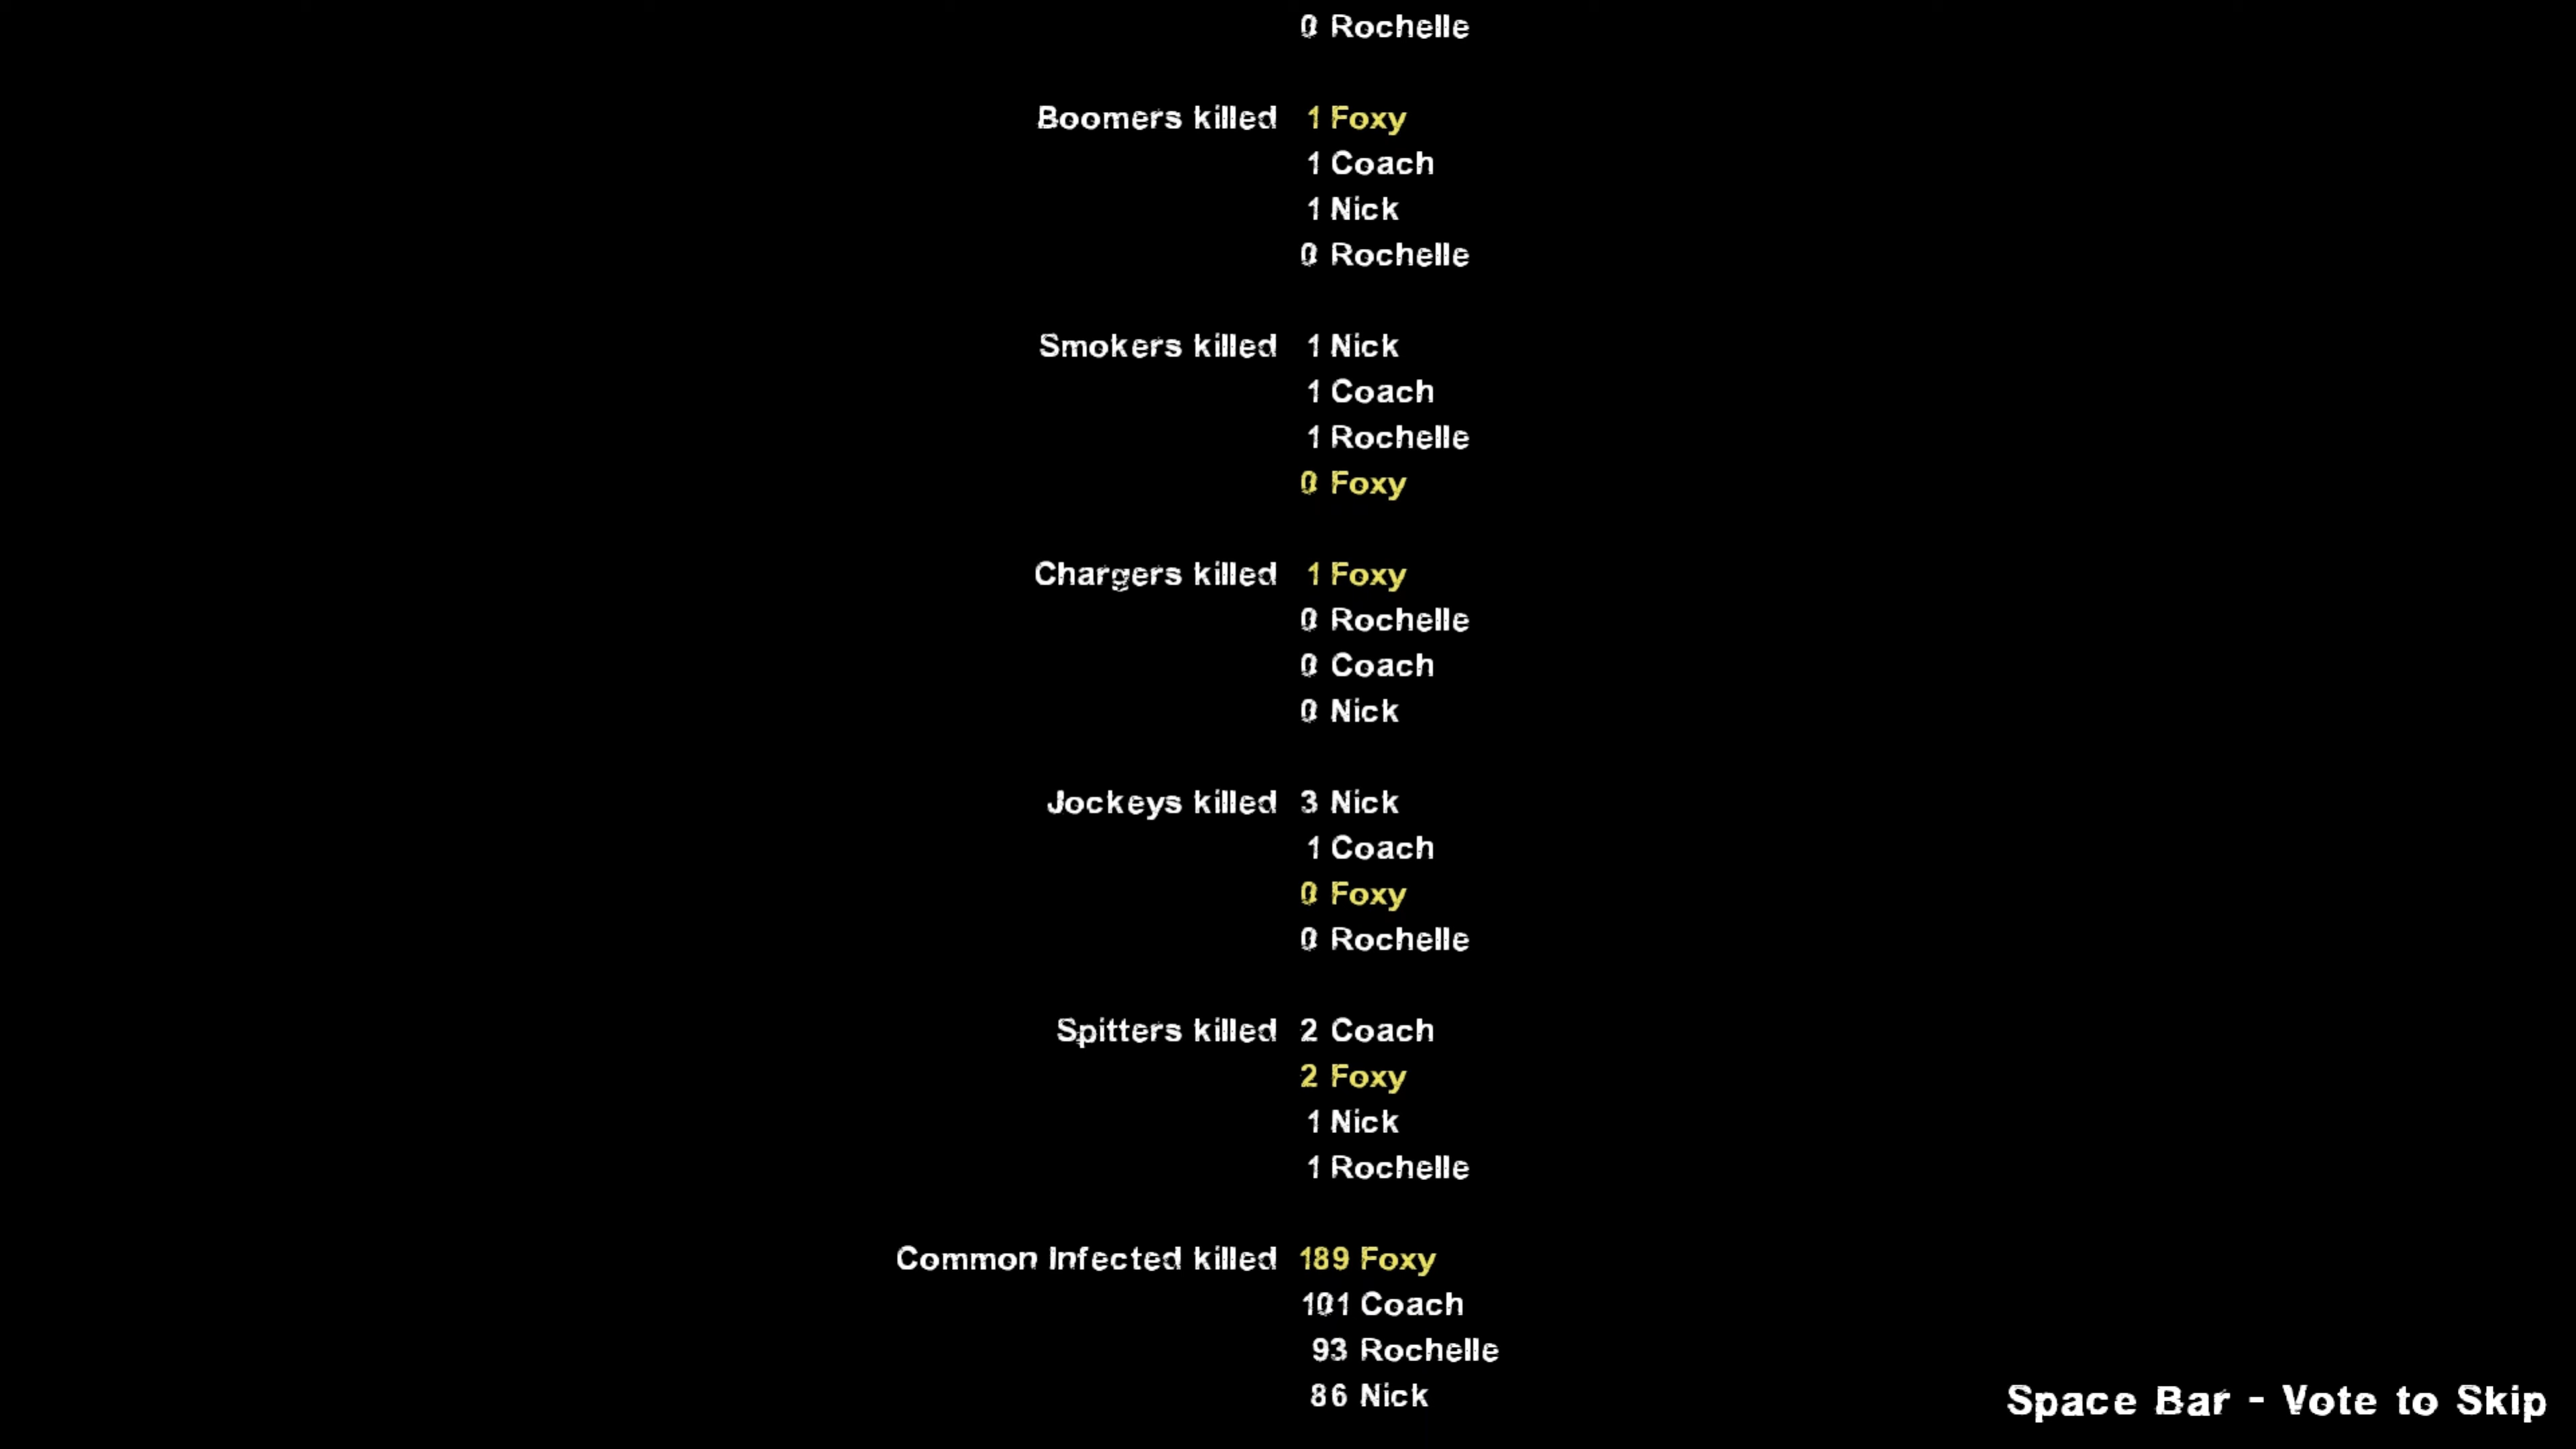 0 Rochelle
Boomers killed 1 Foxy
1 Coach
1 Nick
0 Rochelle
Smokers killed 1 Nick
1 Coach
1 Rochelle
0 Foxy
Chargers killed 1 Foxy
0 Rochelle
0 Coach
0 Nick
Jockeys killed 3 Nick
1 Coach
0 Foxy
0 Rochelle
Spitters killed 2 Coach
2 Foxy
1 Nick
1 Rochelle
Common Infected killed 189 Foxy
101 Coach
93 Rochelle
86 Nick
Space Bar - Vote to Skip